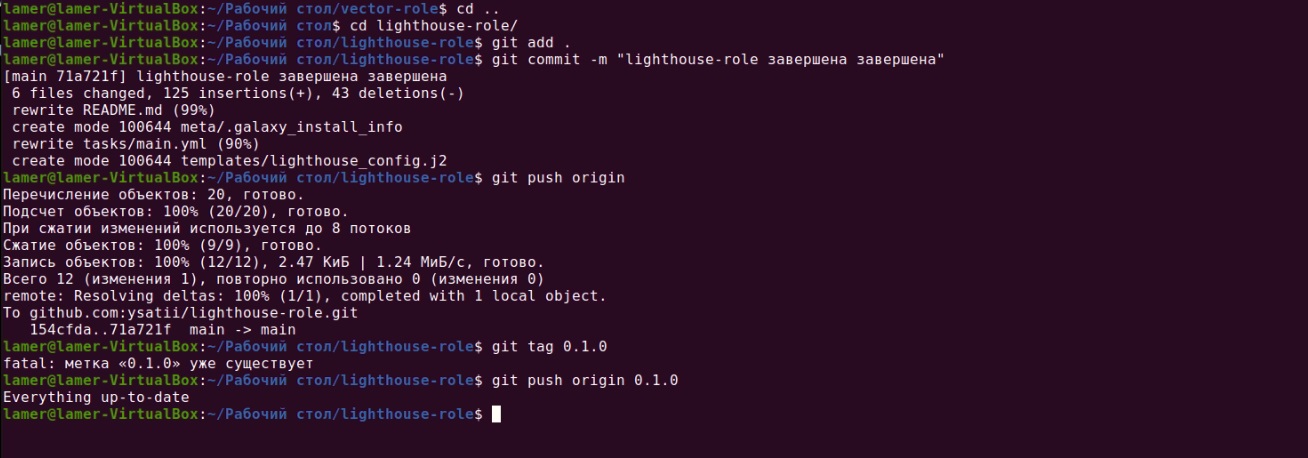 lamer@lamer-VirtualBox:~/Рабочий стол/vector-role$ cd ..
lamer@lamer-VirtualBox:~/Рабочий стол$ cd lighthouse-role/
lamer@lamer-VirtualBox:~/Рабочий стол/lighthouse-role$ git add .
lamer@lamer-VirtualBox:~/Рабочий стол/lighthouse-role$ git commit -m "lighthouse-role завершена завершена"
[main 71a721f] lighthouse-role завершена завершена
 6 files changed, 125 insertions(+), 43 deletions(-)
 rewrite README.md (99%)
 create mode 100644 meta/.galaxy_install_info
 rewrite tasks/main.yml (90%)
 create mode 100644 templates/lighthouse_config.j2
lamer@lamer-VirtualBox:~/Рабочий стол/lighthouse-role$ git push origin
Перечисление объектов: 20, готово.
Подсчет объектов: 100% (20/20), готово.
При сжатии изменений используется до 8 потоков
Сжатие объектов: 100% (9/9), готово.
Запись объектов: 100% (12/12), 2.47 КиБ | 1.24 МиБ/с, готово.
Всего 12 (изменения 1), повторно использовано 0 (изменения 0)
remote: Resolving deltas: 100% (1/1), completed with 1 local object.
To github.com:ysatii/lighthouse-role.git
   154cfda..71a721f  main -> main
lamer@lamer-VirtualBox:~/Рабочий стол/lighthouse-role$ git tag 0.1.0
fatal: метка «0.1.0» уже существует
lamer@lamer-VirtualBox:~/Рабочий стол/lighthouse-role$ git push origin 0.1.0
Everything up-to-date
lamer@lamer-VirtualBox:~/Рабочий стол/lighthouse-role$